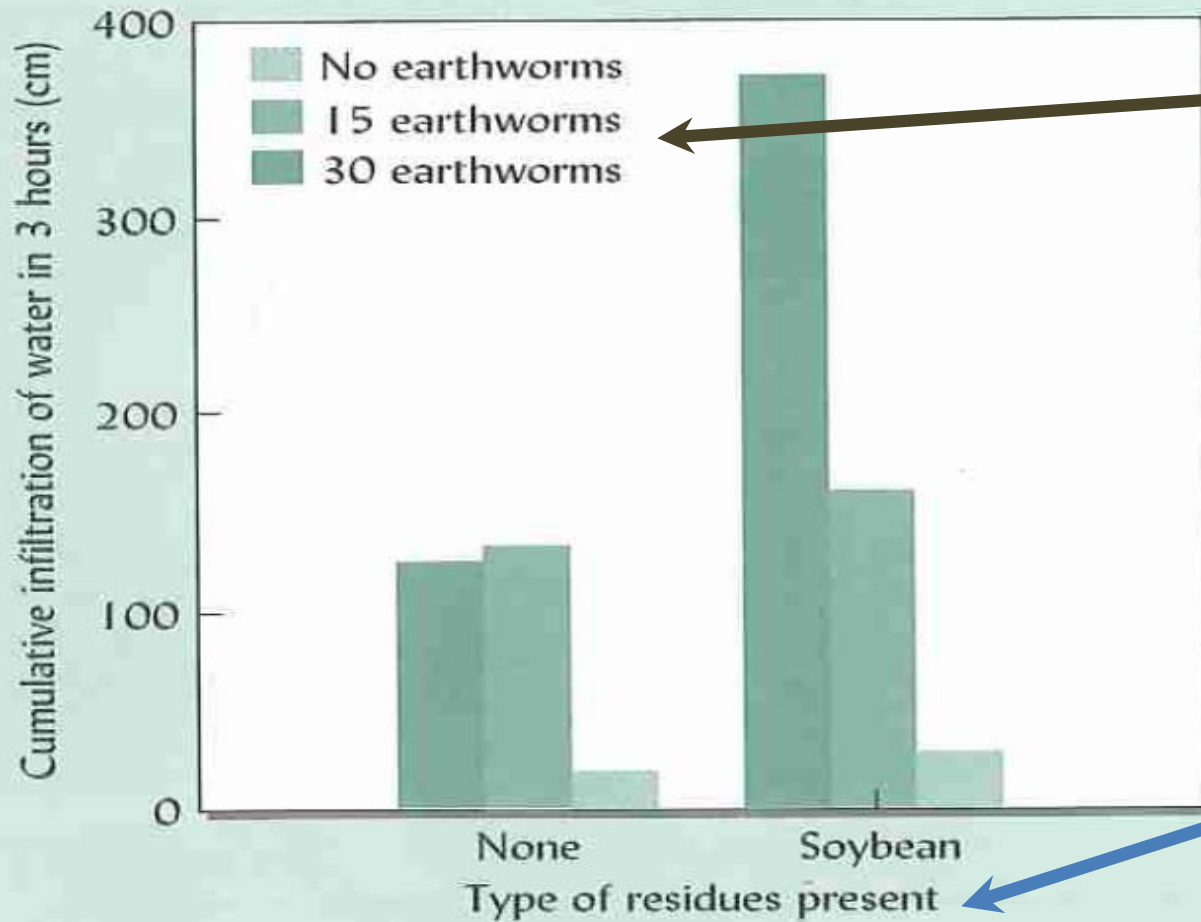 Cumulative infiltration of water in 3 hours (cm)
400
300
200
100
0
No earthworms
15 earthworms
30 earthworms
None
Soybean
Type of residues present